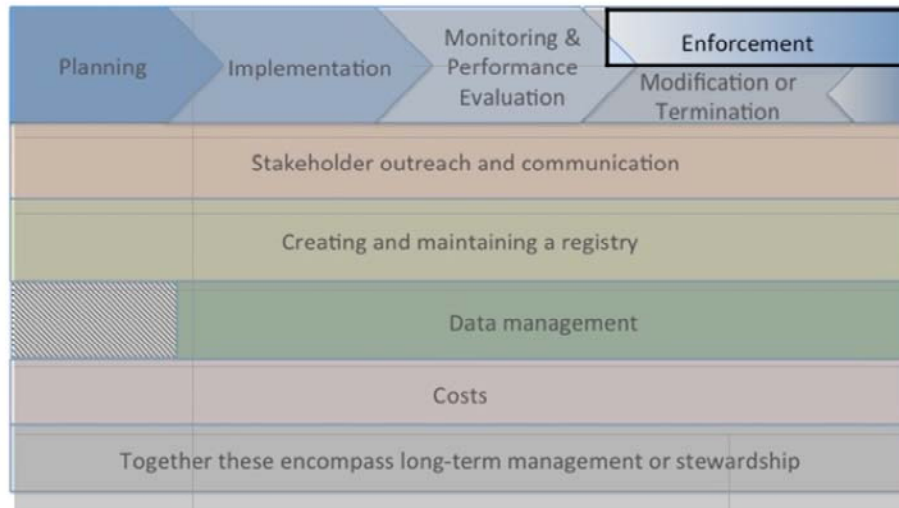 Planning
Implementation
Monitoring &
Performance
Evaluation
Enforcement
Modification or
Termination
Stakeholder outreach and communication
Creating and maintaining a registry
Data management
Costs
Together these encompass long-term management or stewardship